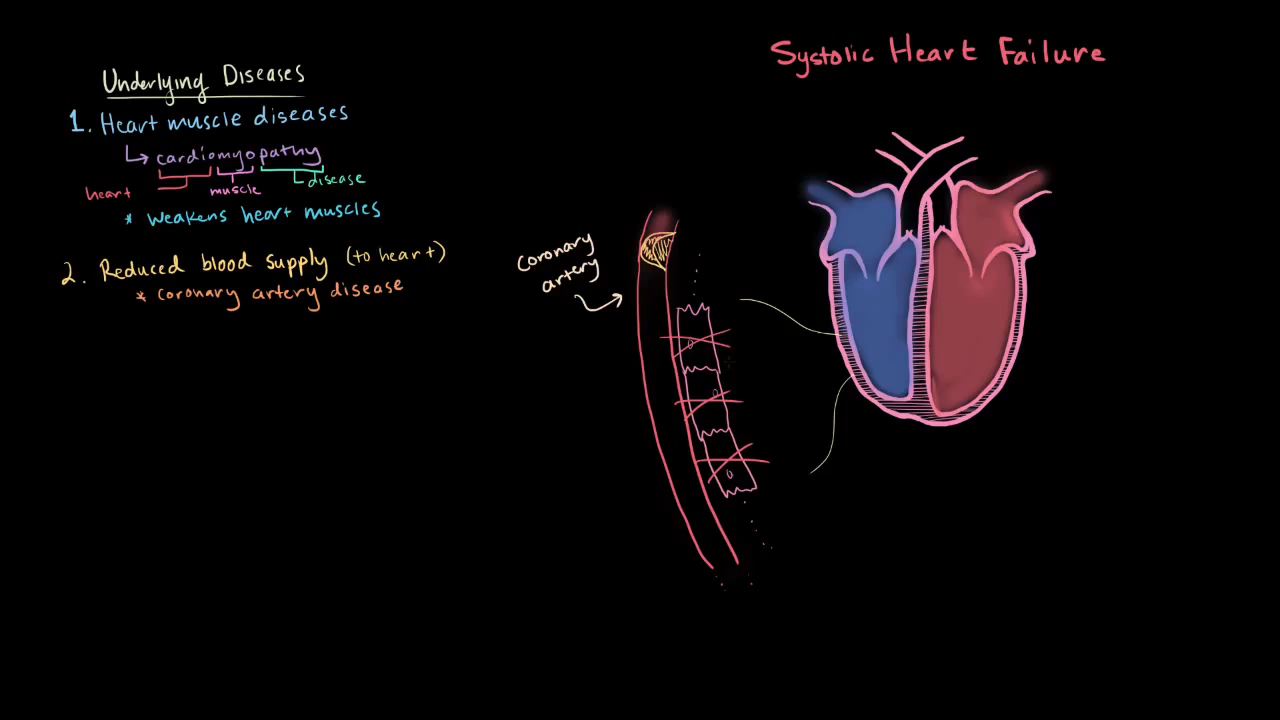 Systolic Heart Failure
Underlying Diseases
1. Heart muscle diseases
↳ cardiomyopathy
heart
muscle
disease
* Weakens heart muscles
2. Reduced blood supply (to heart)
* coronary artery disease
coronary
artery